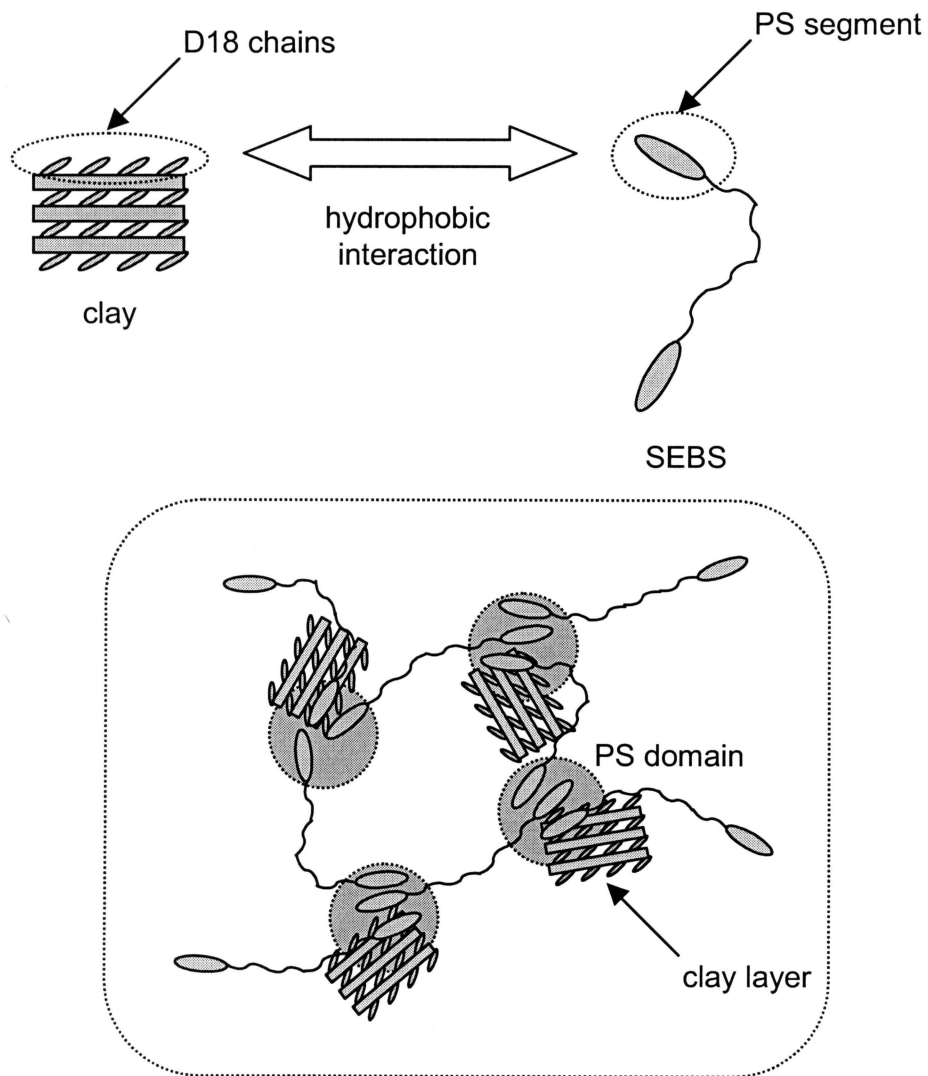 D18 chains
PS segment
hydrophobic
interaction
clay
SEBS
PS domain
clay layer